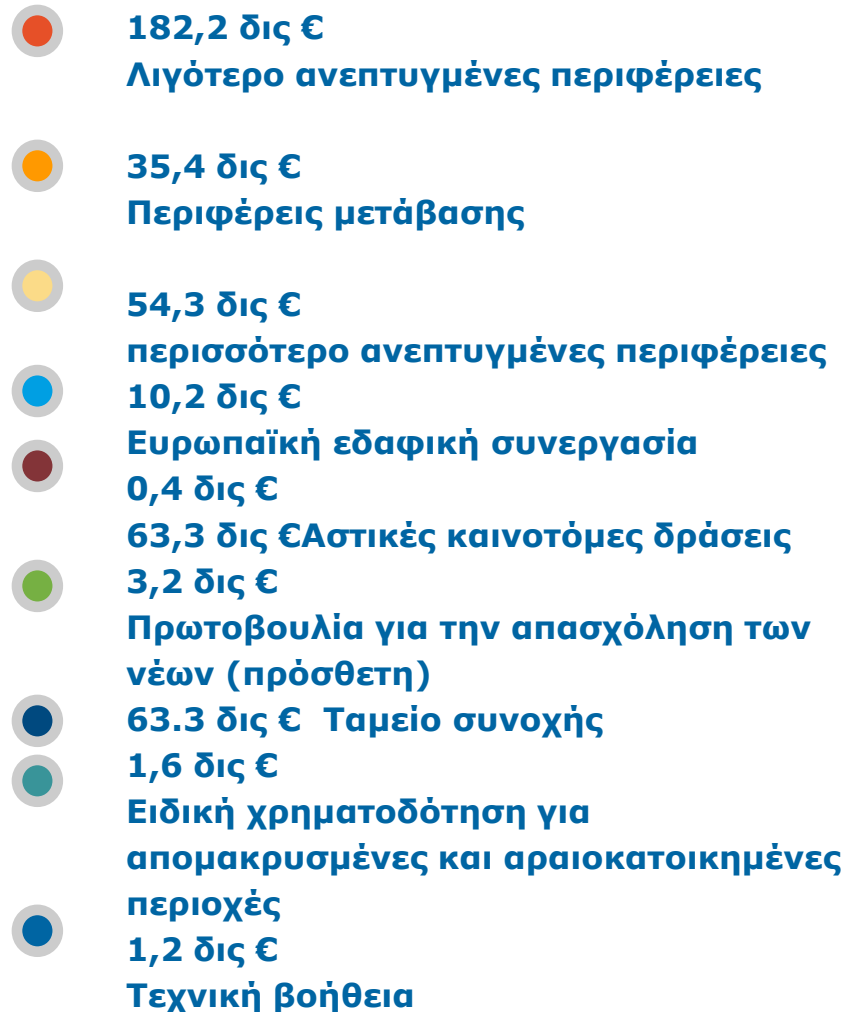 182,2 δις €
Λιγότερο ανεπτυγμένες περιφέρειες
35,4 δις €
Περιφέρεις μετάβασης
54,3 δις €
περισσότερο ανεπτυγμένες περιφέρειες
10,2 δις €
Ευρωπαϊκή εδαφική συνεργασία
0,4 δις €
63,3 δις €Αστικές καινοτόμες δράσεις
3,2 δις €
Πρωτοβουλία για την απασχόληση των
νέων (πρόσθετη)
63.3 δις € Ταμείο συνοχής
1,6 δις €
Ειδική χρηματοδότηση για
απομακρυσμένες και αραιοκατοικημένες
περιοχές
1,2 δις €
Τεχνική βοήθεια